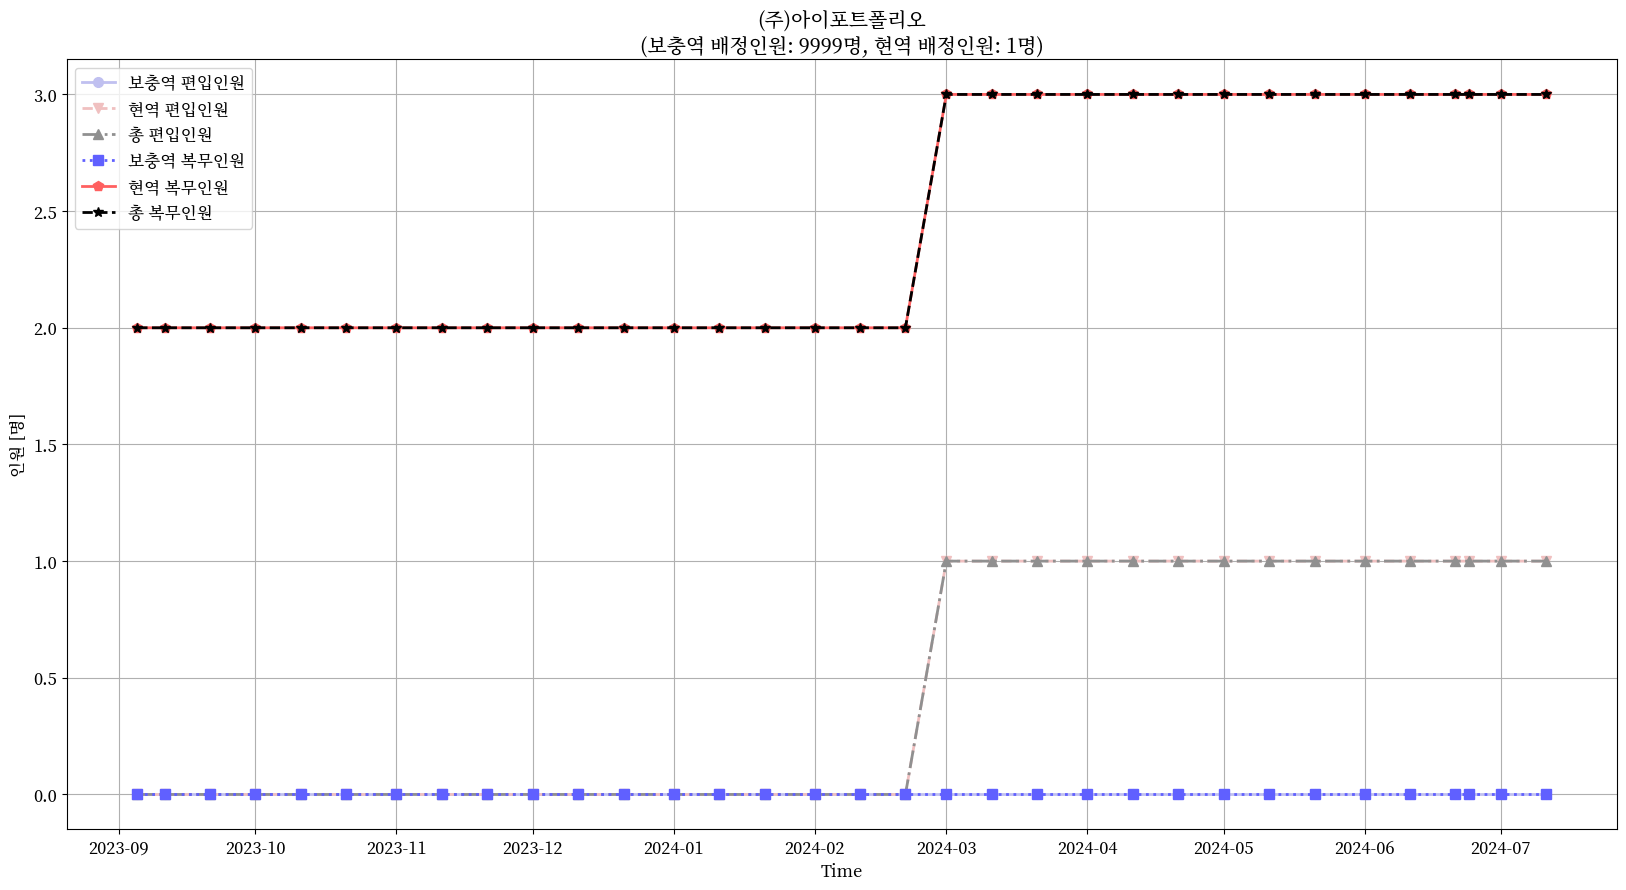 (주)아이포트폴리오
(보충역 배정인원: 9999명, 현역 배정인원: 1명)
보충역 편입인원
현역 편입인원
총 편입인원
보충역 복무인원
현역 복무인원
총 복무인원
3.0
2.5
2.0
1.5
1.0
0.5
0.0
인원 [명]
2023-09 2023-10 2023-11 2023-12 2024-01 2024-02 2024-03 2024-04 2024-05 2024-06 2024-07
Time